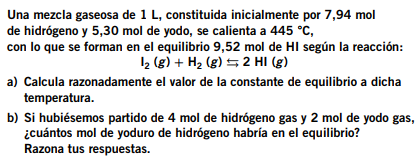 Una mezcla gaseosa de 1 L, constituida inicialmente por 7,94 mol
de hidrógeno y 5,30 mol de yodo, se calienta a 445 °C,
con lo que se forman en el equilibrio 9,52 mol de HI según la reacción:
I₂ (g) + H₂ (g) ⇆ 2 HI (g)
a) Calcula razonadamente el valor de la constante de equilibrio a dicha
temperatura.
b) Si hubiésemos partido de 4 mol de hidrógeno gas y 2 mol de yodo gas,
¿cuántos mol de yoduro de hidrógeno habría en el equilibrio?
Razona tus respuestas.